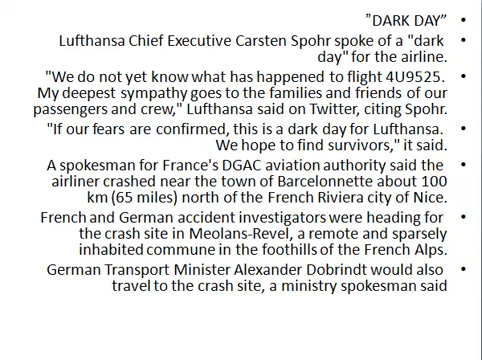 "DARK DAY”
Lufthansa Chief Executive Carsten Spohr spoke of a "dark
day" for the airline.
"We do not yet know what has happened to flight 4U9525.
My deepest sympathy goes to the families and friends of our
passengers and crew," Lufthansa said on Twitter, citing Spohr.
"If our fears are confirmed, this is a dark day for Lufthansa.
We hope to find survivors," it said.
A spokesman for France's DGAC aviation authority said the
airliner crashed near the town of Barcelonnette about 100
km (65 miles) north of the French Riviera city of Nice.
French and German accident investigators were heading for
the crash site in Meolans-Revel, a remote and sparsely
inhabited commune in the foothills of the French Alps.
German Transport Minister Alexander Dobrindt would also
travel to the crash site, a ministry spokesman said